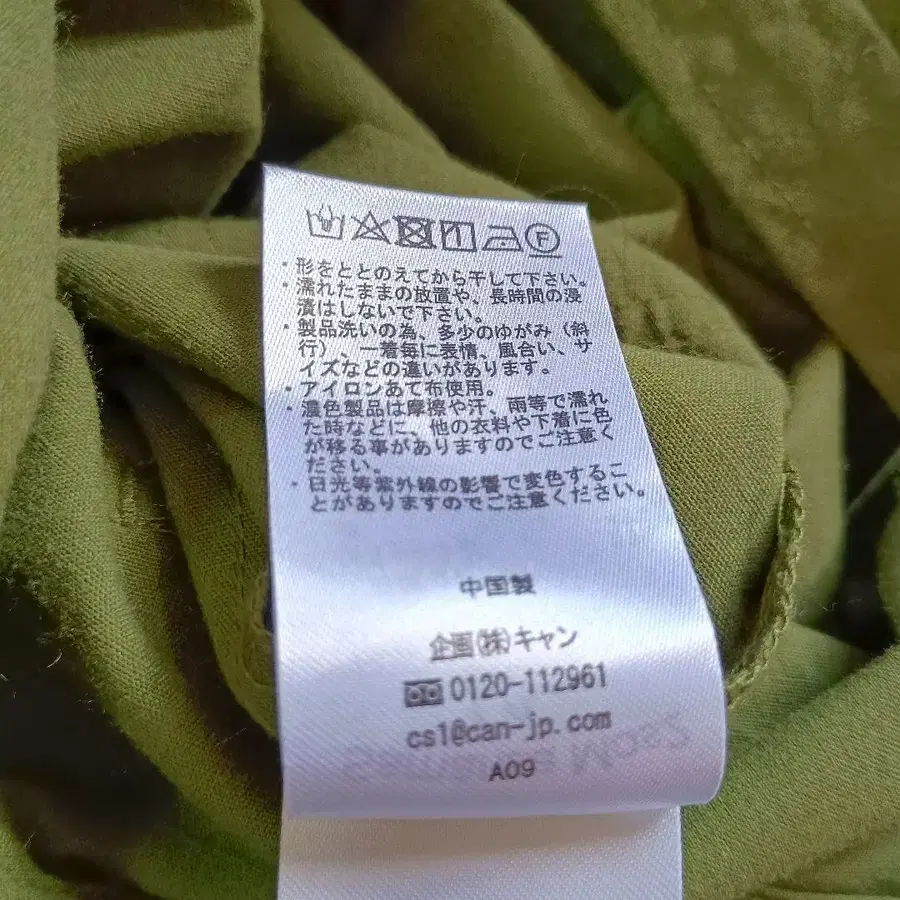 ・形をととのえてから干して下さい。
・濡れたままの放置や、長時間の浸
漬はしないで下さい。
・製品洗いの為、多少のゆがみ（斜
行）、一着毎に表情、風合い、サ
イズなどの違いがあります。
・アイロンあて布使用。
・濃色製品は摩擦や汗、雨等で濡れ
た時などに、他の衣料や下着に色
が移る事がありますのでご注意く
ださい。
・日光等紫外線の影響で変色するこ
とがありますのでご注意ください。
中国製
企画(株)キャン
0120-112961
cs1@can-jp.com
A09